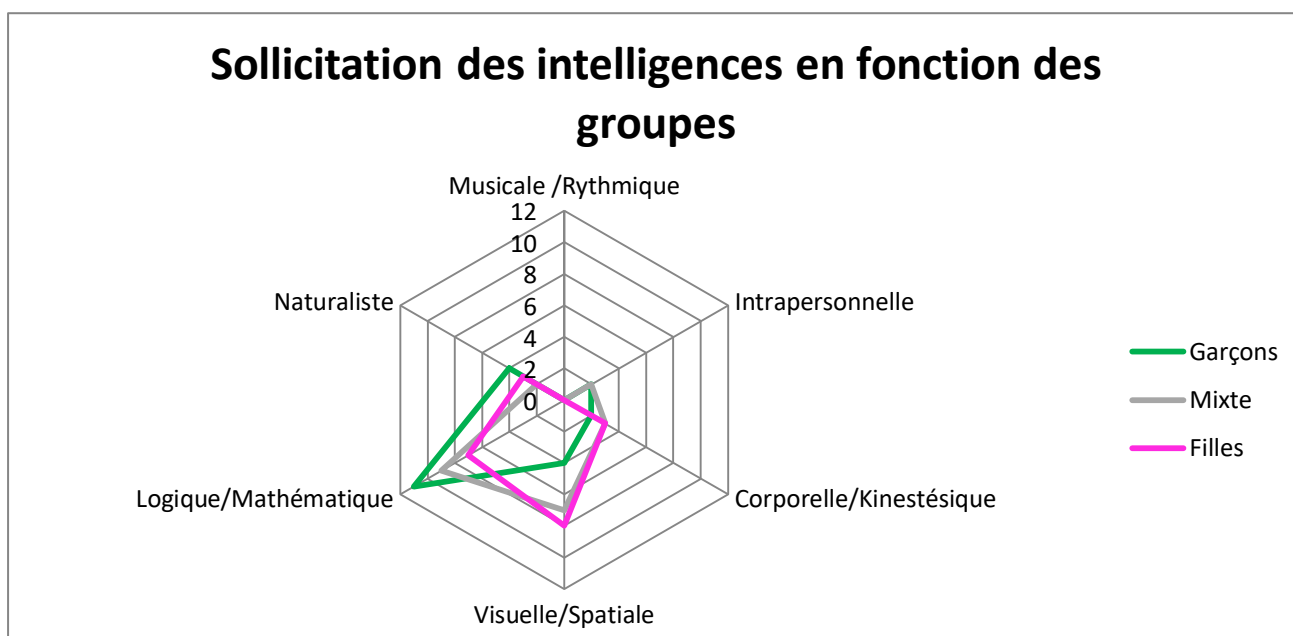 Sollicitation des intelligences en fonction des
groupes
Musicale /Rythmique
12
10
8
6
4
2
0
Naturaliste
Intrapersonnelle
Garçons
Mixte
Filles
Logique/Mathématique
Corporelle/Kinestésique
Visuelle/Spatiale